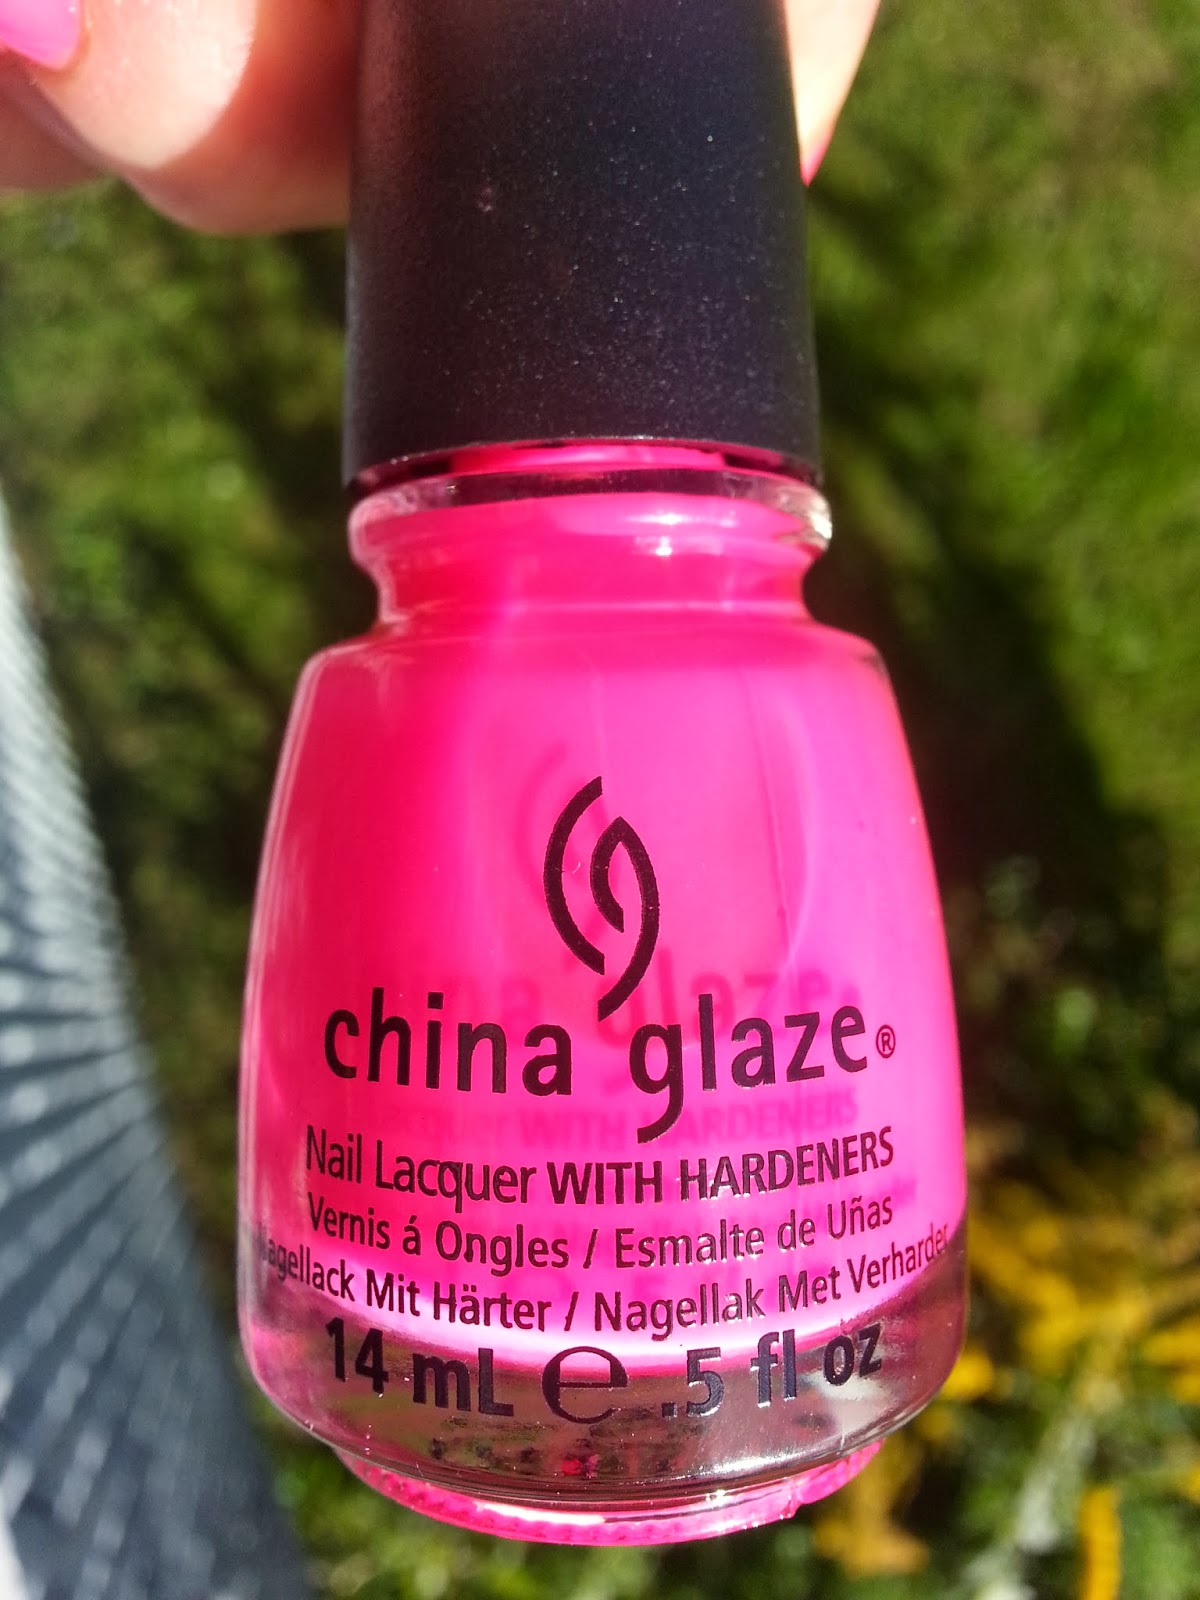 china glaze®
Nail Lacquer WITH HARDENERS
Vernis á Ongles / Esmalte de Uñas
Nagellack Mit Härter / Nagellak Met Verharder
14 mL e .5 fl oz